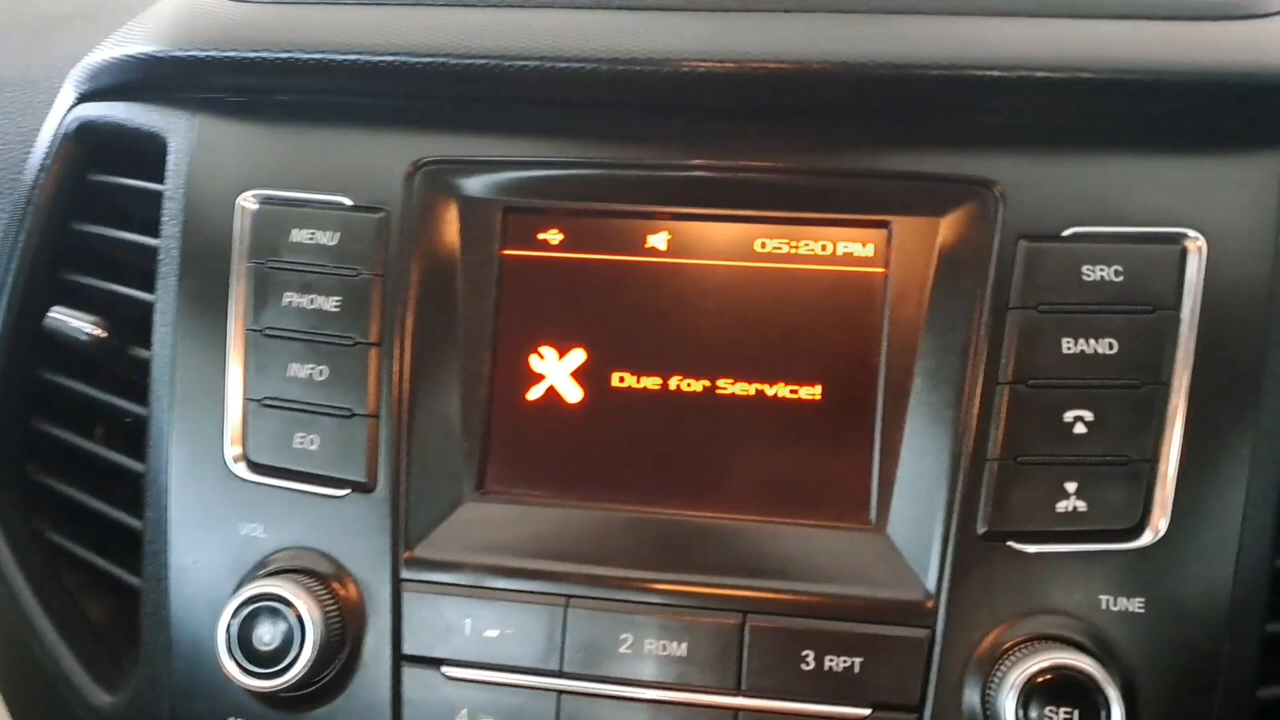 05:20 PM
Due for Service!
MENU
PHONE
INFO
EQ
VOL
SRC
BAND
TUNE
1
2 RDM
3 RPT
4
SEL